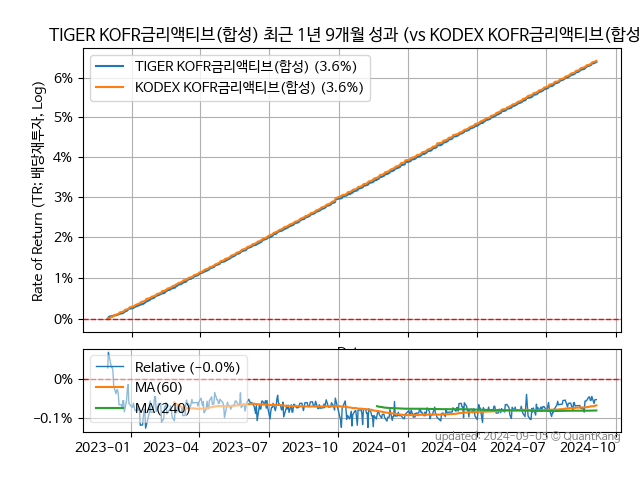 TIGER KOFR금리액티브(합성) 최근 1년 9개월 성과 (vs KODEX KOFR금리액티브(합성
TIGER KOFR금리액티브(합성) (3.6%)
KODEX KOFR금리액티브(합성) (3.6%)
Rate of Return (TR: 배당재투자, Log)
6%
5%
4%
3%
2%
1%
0%
Relative (-0.0%)
MA(60)
MA(240)
0%
-0.1%
updated: 2024-09-05 © QuantKang
2023-01 2023-04 2023-07 2023-10 2024-01 2024-04 2024-07 2024-10